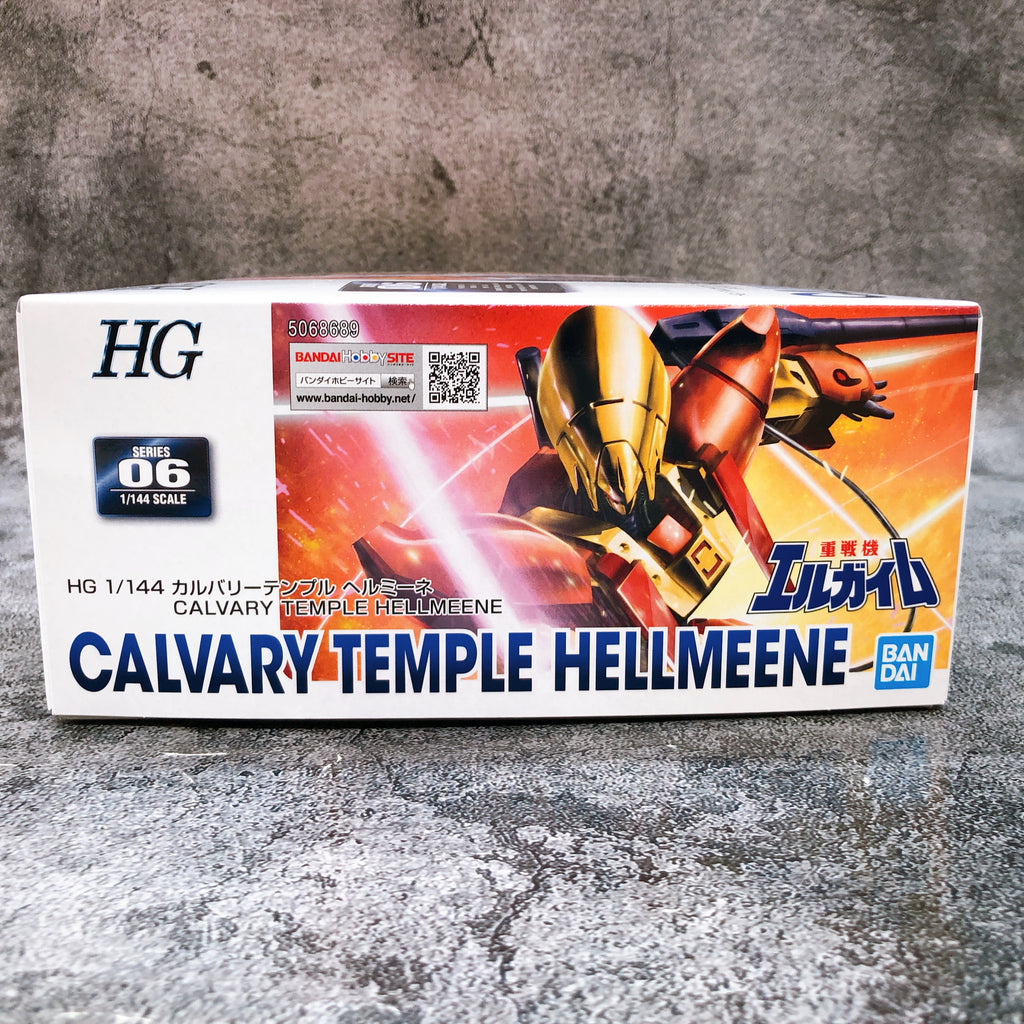 HG
5068689
BANDAI HobbySITE
バンダイホビーサイト 検索
www.bandai-hobby.net/
SERIES
06
1/144 SCALE
HG 1/144 カルバリーテンプル ヘルミーネ
CALVARY TEMPLE HELLMEENE
重戦機
エルガイム
CALVARY TEMPLE HELLMEENE
BAN
DAI